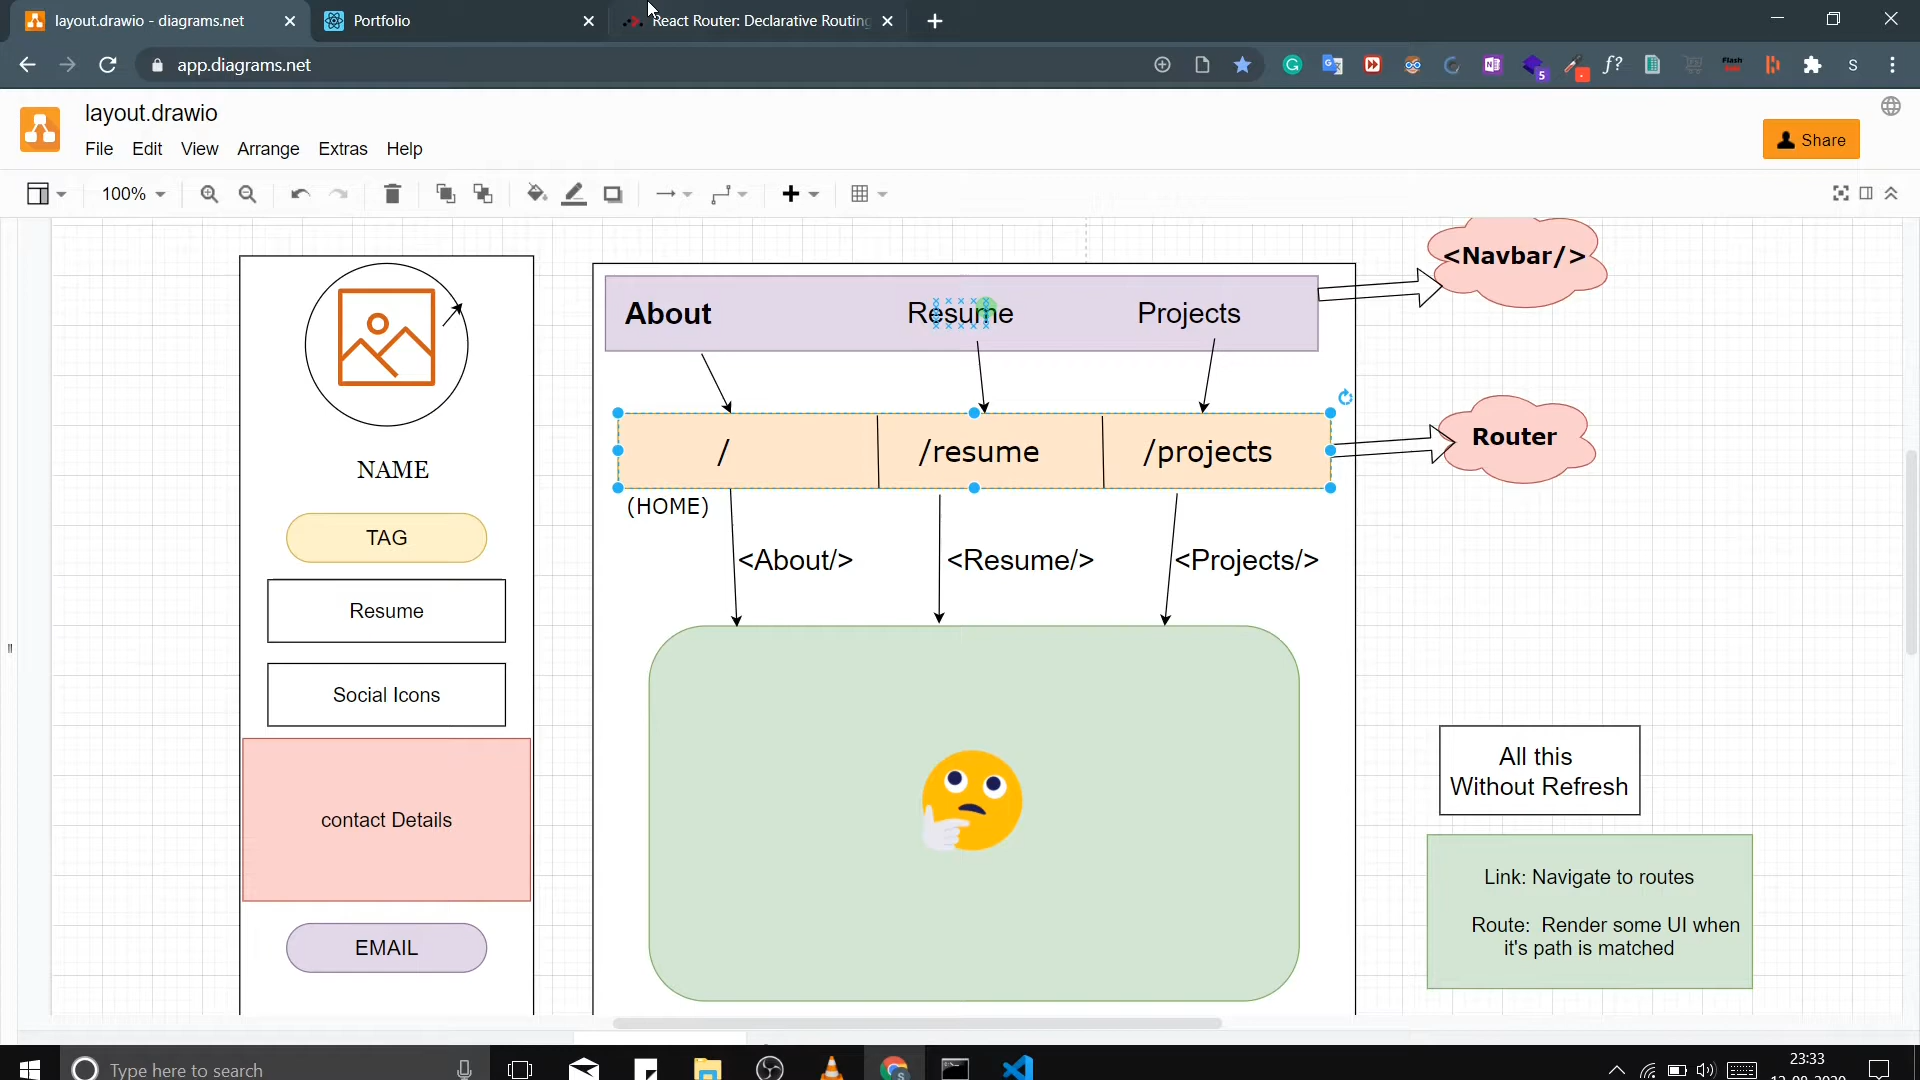 layout.drawio - diagrams.net
Portfolio
React Router: Declarative Routing
app.diagrams.net
layout.drawio
File Edit View Arrange Extras Help
Share
100%
<Navbar/>
About Resume Projects
Router
/ /resume /projects
(HOME)
<About/> <Resume/> <Projects/>
NAME
TAG
Resume
Social Icons
contact Details
EMAIL
All this
Without Refresh
Link: Navigate to routes
Route: Render some UI when
it's path is matched
Type here to search
23:33